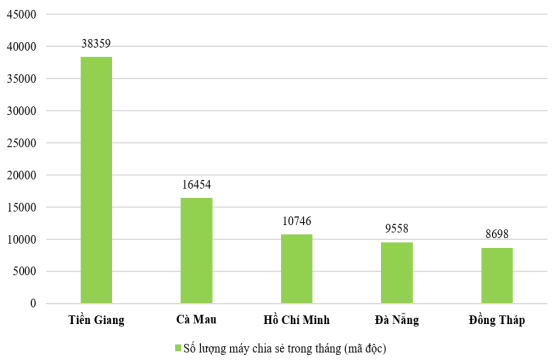 45000
40000
35000
30000
25000
20000
15000
10000
5000
0
38359
16454
10746
9558
8698
Tiền Giang
Cà Mau
Hồ Chí Minh
Đà Nẵng
Đồng Tháp
Số lượng máy chia sẻ trong tháng (mã độc)